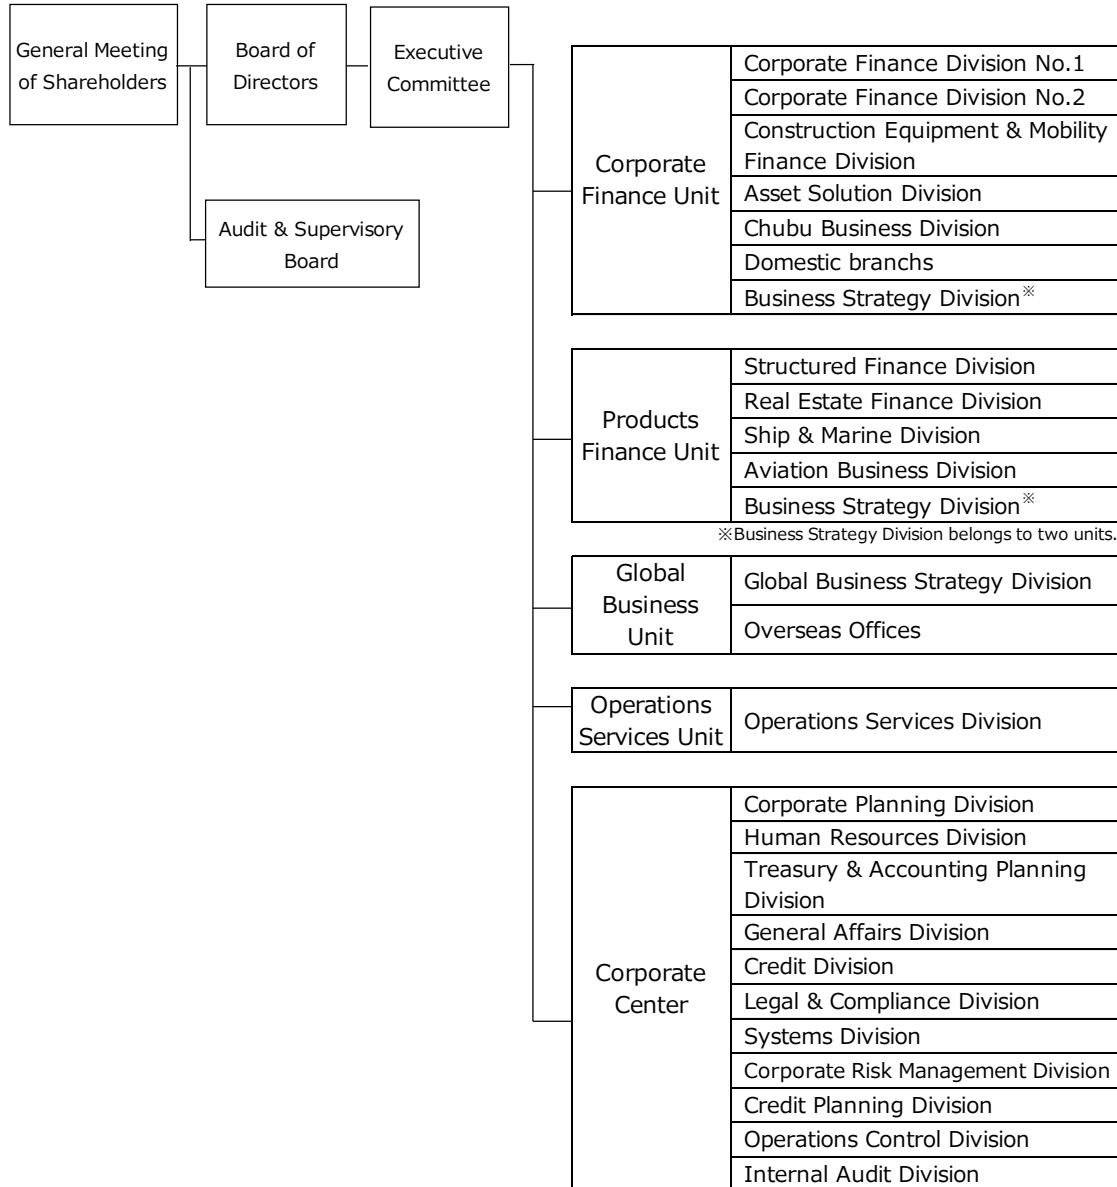 General Meeting
of Shareholders
Board of
Directors
Executive
Committee
Audit & Supervisory
Board
Corporate
Finance Unit
Corporate Finance Division No.1
Corporate Finance Division No.2
Construction Equipment & Mobility
Finance Division
Asset Solution Division
Chubu Business Division
Domestic branchs
Business Strategy Division※
Products
Finance Unit
Structured Finance Division
Real Estate Finance Division
Ship & Marine Division
Aviation Business Division
Business Strategy Division※
※Business Strategy Division belongs to two units.
Global
Business
Unit
Global Business Strategy Division
Overseas Offices
Operations
Services Unit
Operations Services Division
Corporate
Center
Corporate Planning Division
Human Resources Division
Treasury & Accounting Planning
Division
General Affairs Division
Credit Division
Legal & Compliance Division
Systems Division
Corporate Risk Management Division
Credit Planning Division
Operations Control Division
Internal Audit Division